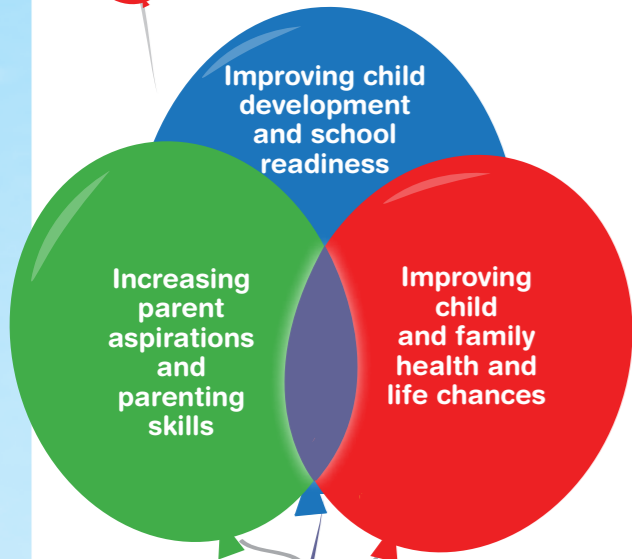 Improving child
development
and school
readiness
Increasing
parent
aspirations
and
parenting
skills
Improving
child
and family
health and
life chances